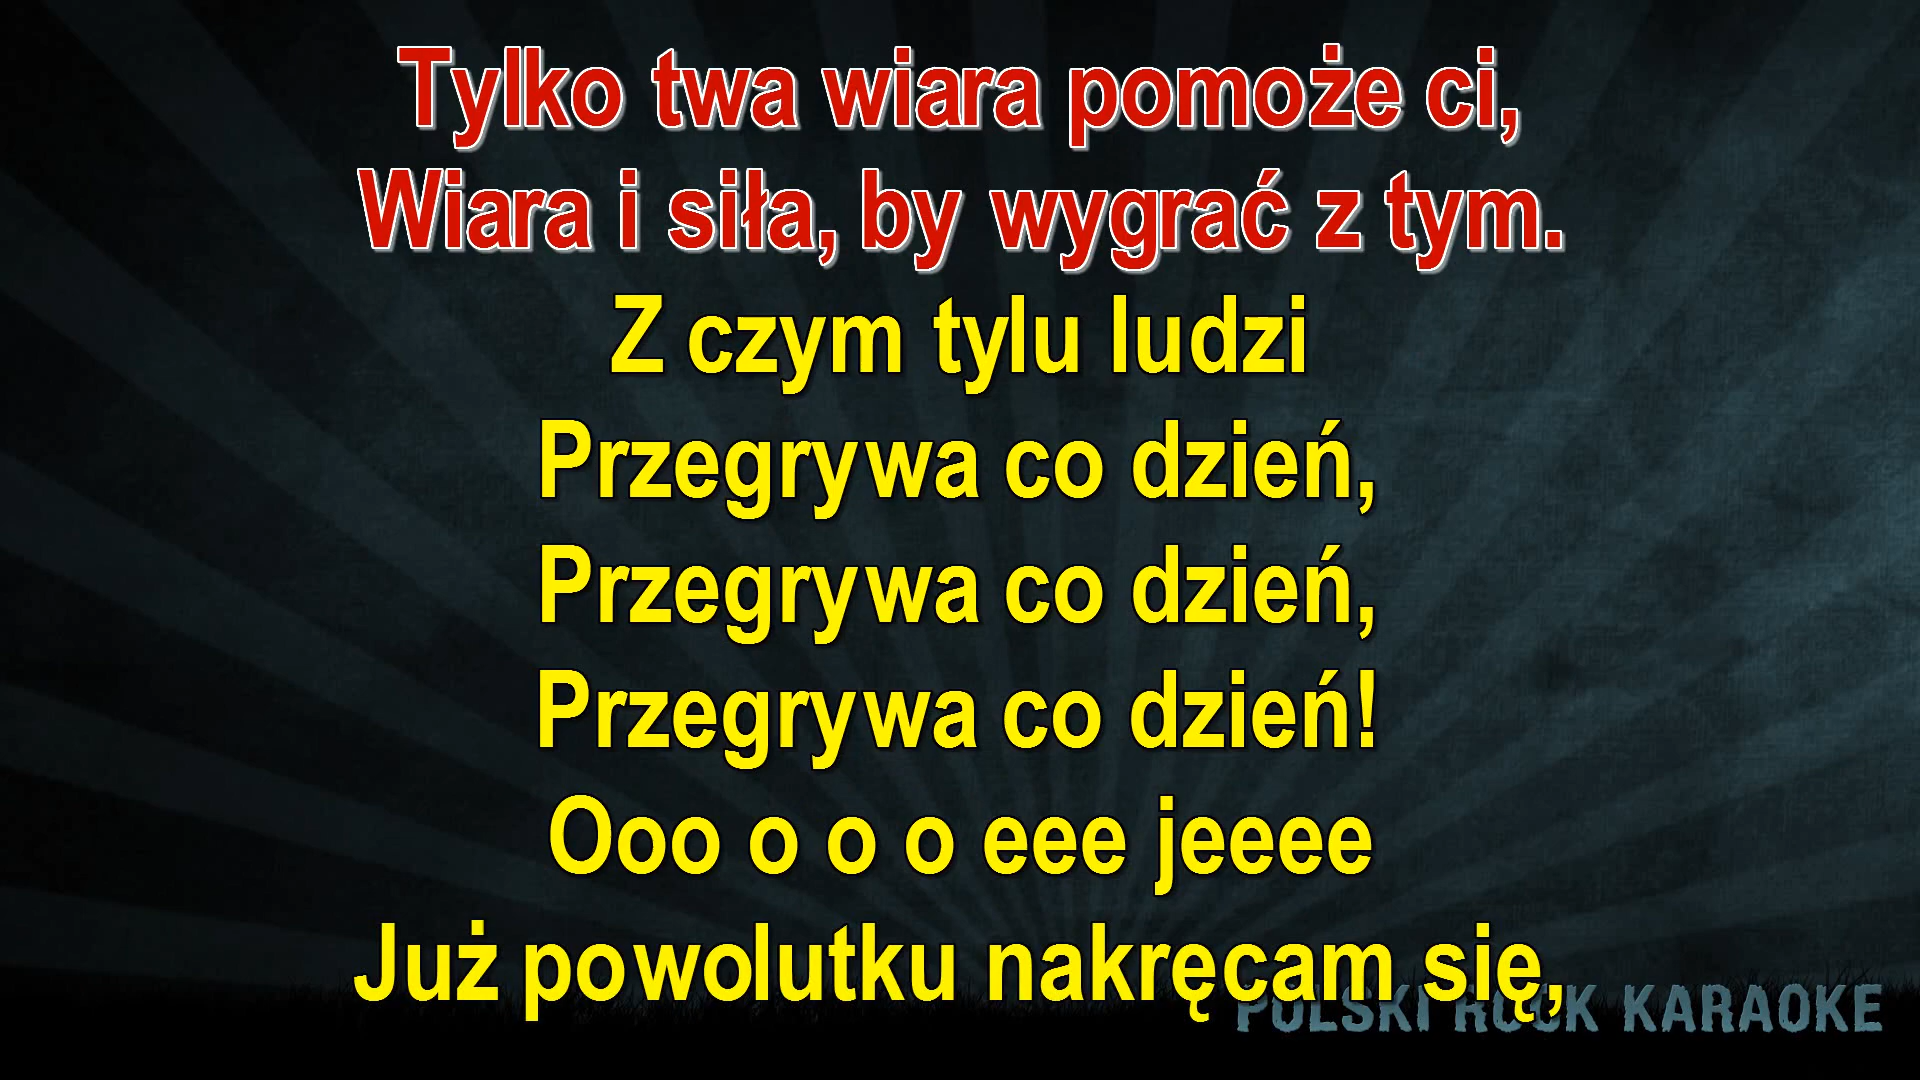 Tylko twa wiara pomoże ci,
Wiara i siła, by wygrać z tym.
Z czym tylu ludzi
Przegrywa co dzień,
Przegrywa co dzień,
Przegrywa co dzień!
Ooo o o o eee jeeee
Już powolutku nakręcam się,
POLSKI ROCK KARAOKE